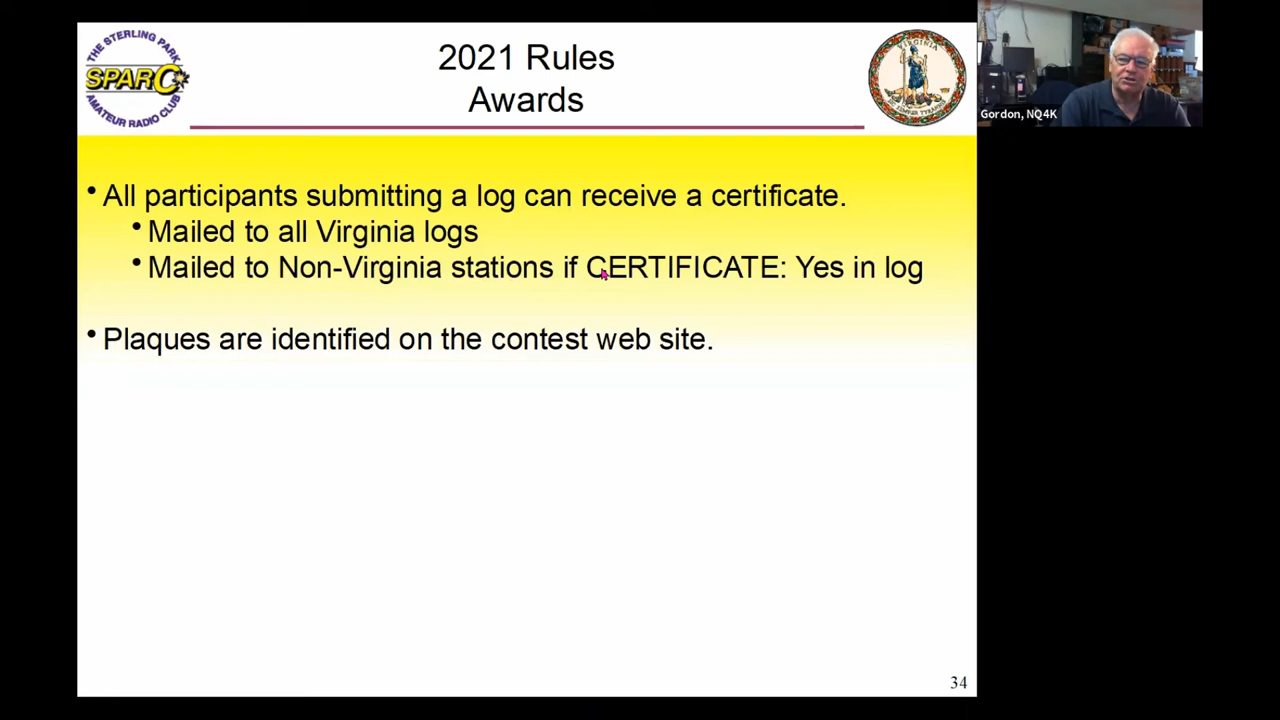 THE STERLING PARK
SPARC
AMATEUR RADIO CLUB
2021 Rules
Awards
VIRGINIA
Gordon, NQ4K
• All participants submitting a log can receive a certificate.
• Mailed to all Virginia logs
• Mailed to Non-Virginia stations if CERTIFICATE: Yes in log
• Plaques are identified on the contest web site.
34